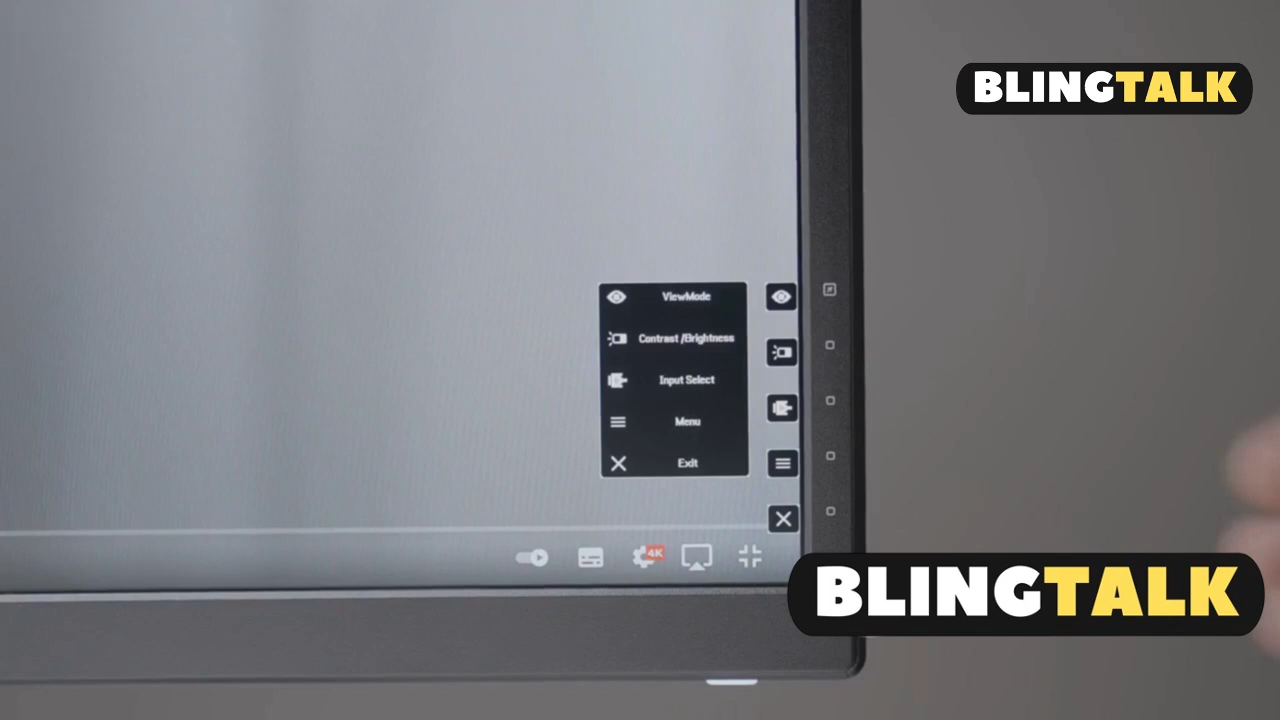 BLINGTALK
ViewMode
Contrast /Brightness
Input Select
Menu
Exit
4K
BLINGTALK